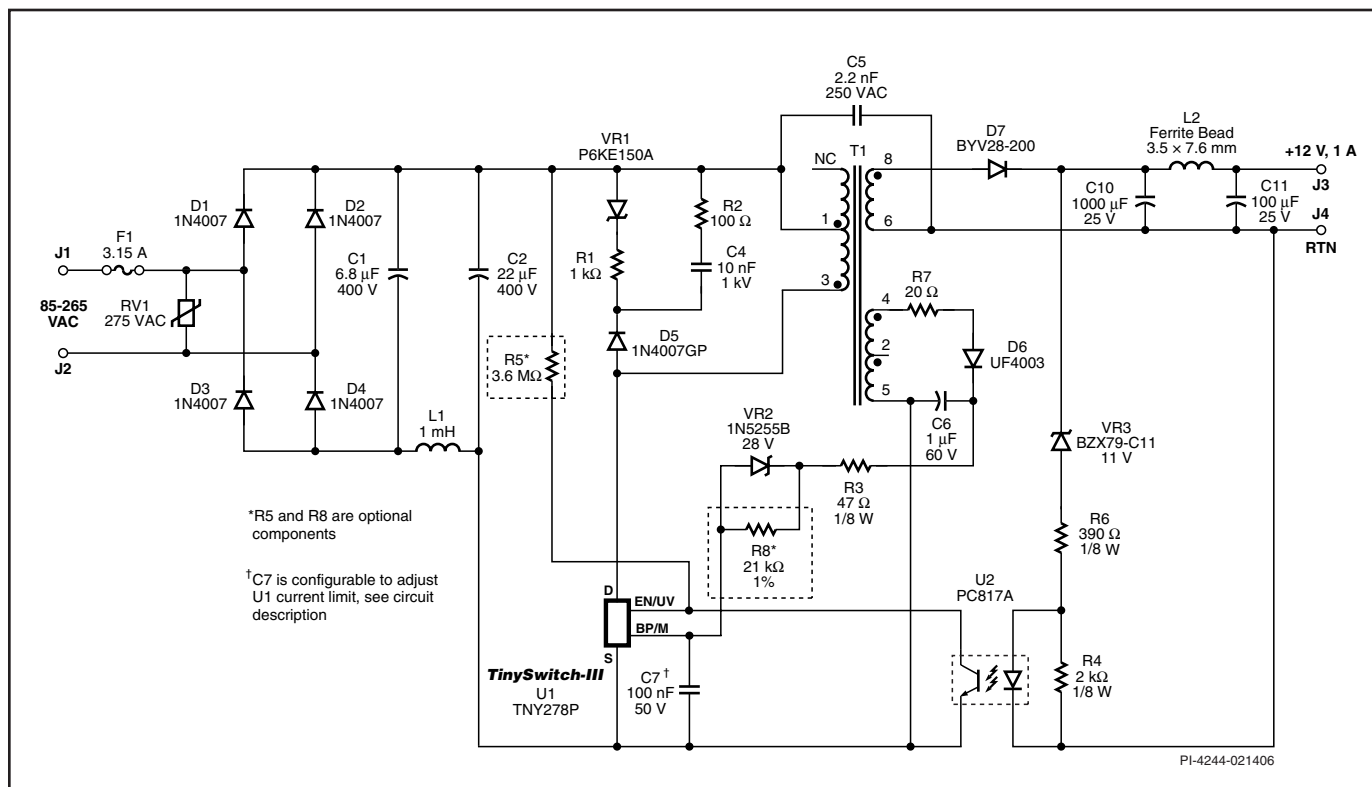 C5
2.2 nF
250 VAC
VR1
P6KE150A
NC
T1
8
D7
BYV28-200
L2
Ferrite Bead
3.5 × 7.6 mm
+12 V, 1 A
J3
D1
1N4007
D2
1N4007
R2
100 Ω
1
6
C10
1000 µF
25 V
C11
100 µF
25 V
J4
RTN
F1
3.15 A
J1
C1
6.8 µF
400 V
C2
22 µF
400 V
R1
1 kΩ
C4
10 nF
1 kV
3
R7
20 Ω
4
85-265
VAC
RV1
275 VAC
J2
D5
1N4007GP
R5*
3.6 MΩ
2
D6
UF4003
D3
1N4007
D4
1N4007
5
L1
1 mH
VR2
1N5255B
28 V
C6
1 µF
60 V
VR3
BZX79-C11
11 V
R3
47 Ω
1/8 W
*R5 and R8 are optional
components
R8*
21 kΩ
1%
R6
390 Ω
1/8 W
†C7 is configurable to adjust
U1 current limit, see circuit
description
U2
PC817A
D
EN/UV
BP/M
S
TinySwitch-III
U1
TNY278P
C7†
100 nF
50 V
R4
2 kΩ
1/8 W
PI-4244-021406